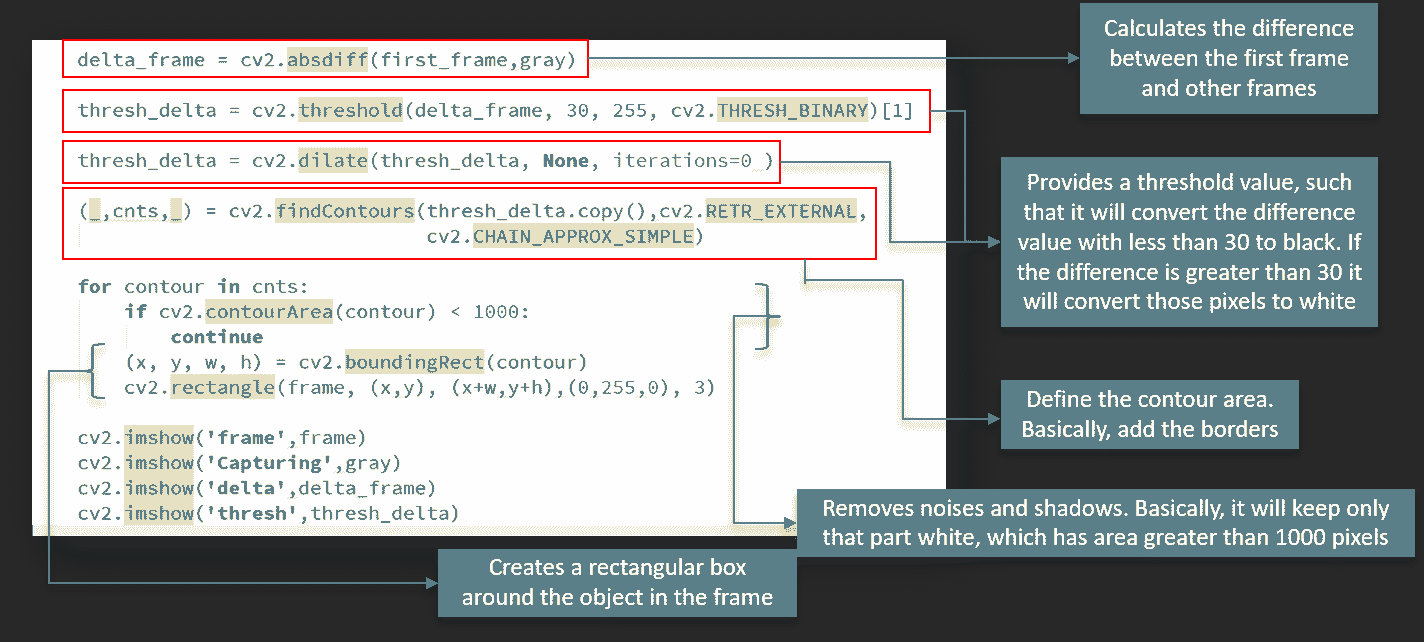 delta_frame = cv2.absdiff(first_frame,gray)
thresh_delta = cv2.threshold(delta_frame, 30, 255, cv2.THRESH_BINARY)[1]
thresh_delta = cv2.dilate(thresh_delta, None, iterations=0 )
(_,cnts,_) = cv2.findContours(thresh_delta.copy(),cv2.RETR_EXTERNAL,
cv2.CHAIN_APPROX_SIMPLE)
for contour in cnts:
if cv2.contourArea(contour) < 1000:
continue
(x, y, w, h) = cv2.boundingRect(contour)
cv2.rectangle(frame, (x,y), (x+w,y+h),(0,255,0), 3)
cv2.imshow('frame',frame)
cv2.imshow('Capturing',gray)
cv2.imshow('delta',delta_frame)
cv2.imshow('thresh',thresh_delta)
Calculates the difference
between the first frame
and other frames
Provides a threshold value, such
that it will convert the difference
value with less than 30 to black. If
the difference is greater than 30 it
will convert those pixels to white
Define the contour area.
Basically, add the borders
Removes noises and shadows. Basically, it will keep only
that part white, which has area greater than 1000 pixels
Creates a rectangular box
around the object in the frame